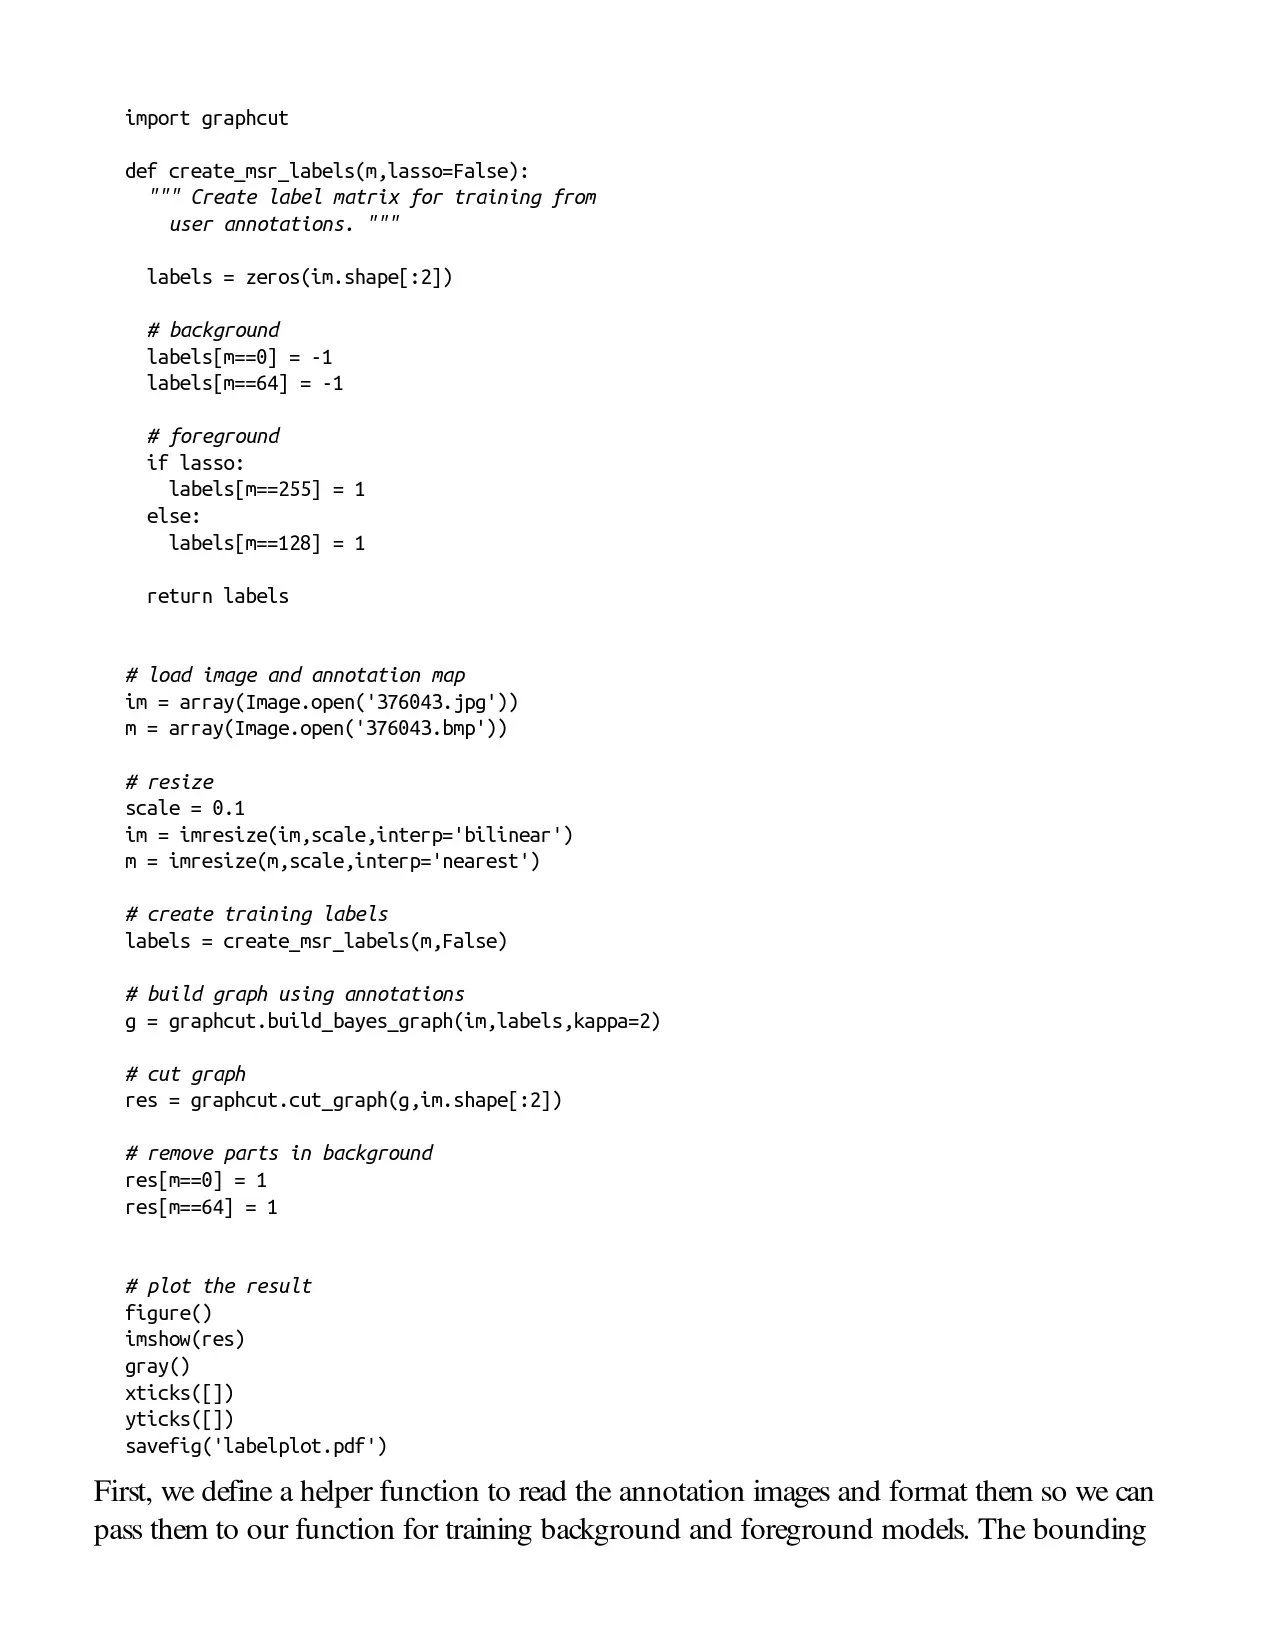 import graphcut
def create_msr_labels(m,lasso=False):
""" Create label matrix for training from
user annotations. """
labels = zeros(im.shape[:2])
# background
labels[m==0] = -1
labels[m==64] = -1
# foreground
if lasso:
labels[m==255] = 1
else:
labels[m==128] = 1
return labels
# load image and annotation map
im = array(Image.open('376043.jpg'))
m = array(Image.open('376043.bmp'))
# resize
scale = 0.1
im = imresize(im,scale,interp='bilinear')
m = imresize(m,scale,interp='nearest')
# create training labels
labels = create_msr_labels(m,False)
# build graph using annotations
g = graphcut.build_bayes_graph(im,labels,kappa=2)
# cut graph
res = graphcut.cut_graph(g,im.shape[:2])
# remove parts in background
res[m==0] = 1
res[m==64] = 1
# plot the result
figure()
imshow(res)
gray()
xticks([])
yticks([])
savefig('labelplot.pdf')
First, we define a helper function to read the annotation images and format them so we can
pass them to our function for training background and foreground models. The bounding